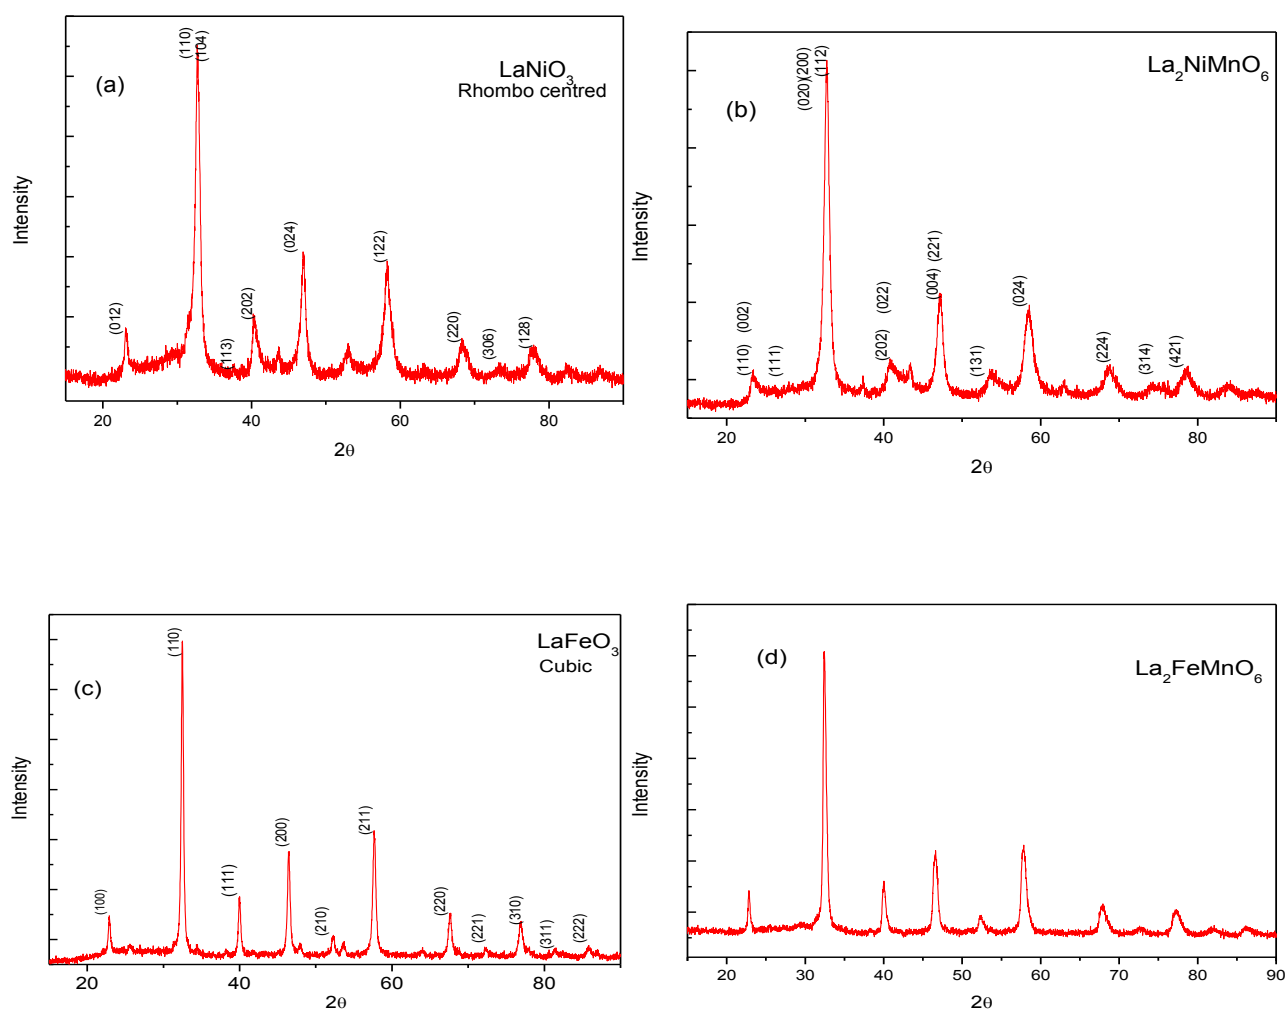 (a)
LaNiO₃
Rhombo centred
(012)
(110)
(104)
(113)
(202)
(024)
(122)
(220)
(306)
(128)
Intensity
20 40 60 80
2θ
(b)
La₂NiMnO₆
(110)
(002)
(111)
(020)(200)
(112)
(202)
(022)
(004)
(221)
(131)
(024)
(224)
(314)
(421)
Intensity
20 40 60 80
2θ
(c)
LaFeO₃
Cubic
(100)
(110)
(111)
(200)
(210)
(211)
(220)
(221)
(310)
(311)
(222)
Intensity
20 40 60 80
2θ
(d)
La₂FeMnO₆
Intensity
20 30 40 50 60 70 80 90
2θ